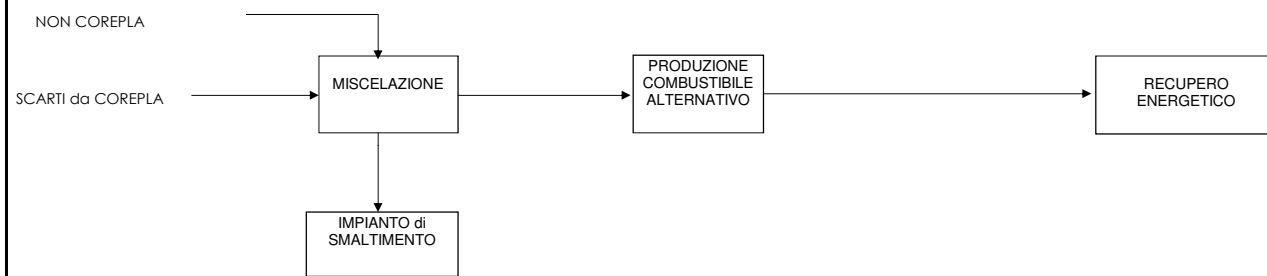 NON COREPLA
SCARTI da COREPLA
MISCELAZIONE
PRODUZIONE
COMBUSTIBILE
ALTERNATIVO
RECUPERO
ENERGETICO
IMPIANTO di
SMALTIMENTO